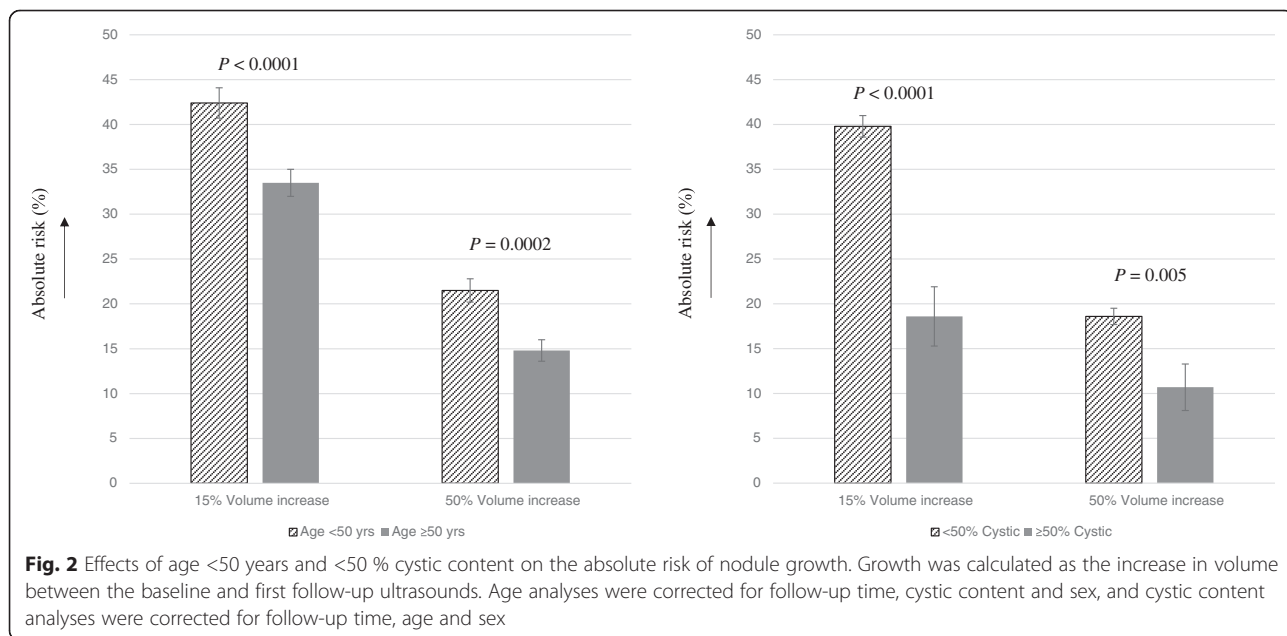 50
45
40
35
30
25
20
15
10
5
0
Absolute risk (%)
P < 0.0001
P = 0.0002
15% Volume increase 50% Volume increase
Age <50 yrs Age ≥50 yrs
50
45
40
35
30
25
20
15
10
5
0
Absolute risk (%)
P < 0.0001
P = 0.005
15% Volume increase 50% Volume increase
<50% Cystic ≥50% Cystic
Fig. 2 Effects of age <50 years and <50 % cystic content on the absolute risk of nodule growth. Growth was calculated as the increase in volume
between the baseline and first follow-up ultrasounds. Age analyses were corrected for follow-up time, cystic content and sex, and cystic content
analyses were corrected for follow-up time, age and sex